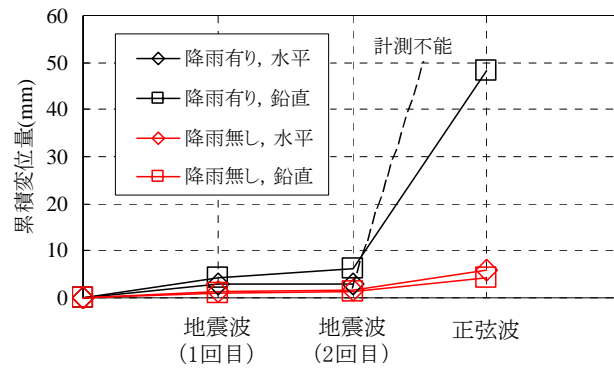 60
50
40
30
20
10
0
累積変位量(mm)
降雨有り, 水平
降雨有り, 鉛直
降雨無し, 水平
降雨無し, 鉛直
計測不能
地震波
(1回目)
地震波
(2回目)
正弦波